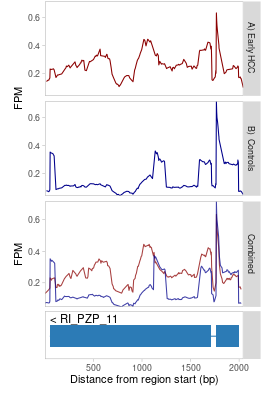 0.6
0.4
0.2
A) Early HCC
FPM
0.6
0.4
0.2
B) Controls
0.6
0.4
0.2
FPM
Combined
< RI_PZP_11
500 1000 1500 2000
Distance from region start (bp)